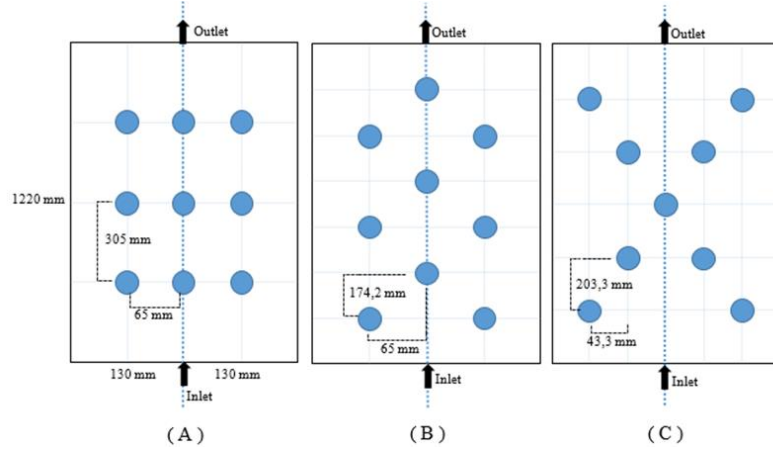 Outlet
Outlet
Outlet
1220 mm
305 mm
65 mm
130 mm
130 mm
Inlet
174,2 mm
65 mm
Inlet
203,3 mm
43,3 mm
Inlet
( A )
( B )
( C )